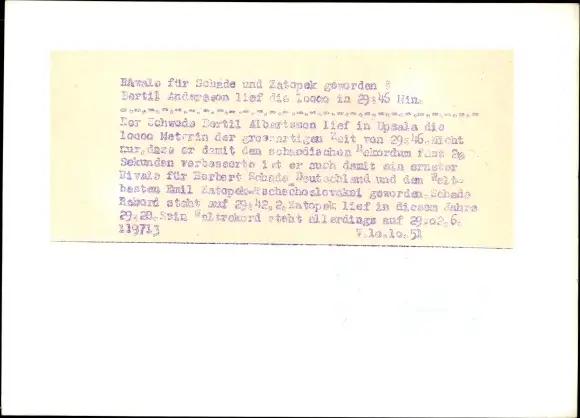 Rivale für Schade und Zatopek geworden !
Bertil Andersson lief die 10000 in 29:46 Min.
Der Schwede Bertil Albertsson lief in Upsala die
10000 Meter in der grossartigen Zeit von 29:46. Nicht
nur, dass er damit den schwedischen Rekord um fast
Sekunden verbesserte ist er auch damit ein ernster
Rivale für Herbert Schade Deutschland und den Welt-
besten Emil Zatopek-Tschechoslovakei geworden. Schade
Rekord steht auf 29:42,2. Zatopek lief in diesem Jahre
29:28. Sein Weltrekord steht allerdings auf 29:02,6.
119713 V.10.10.51